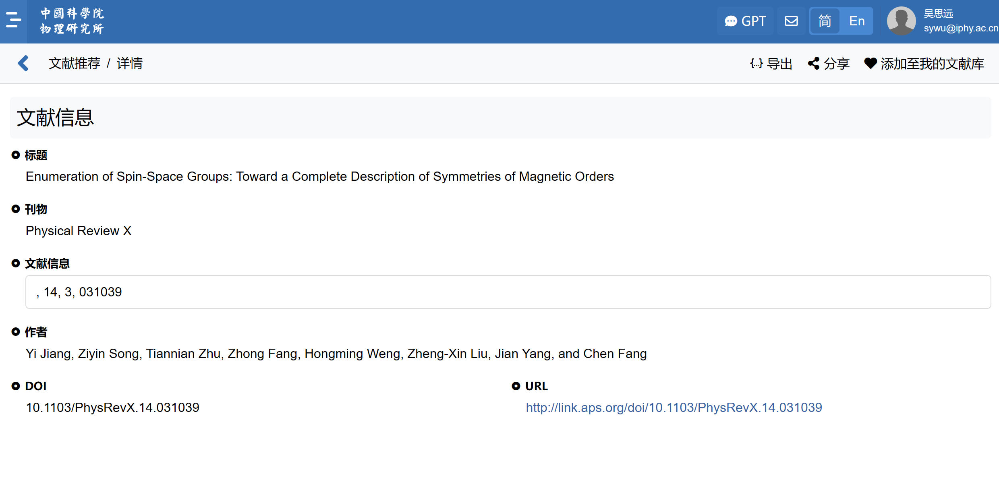 中國科學院
物理研究所
GPT
简 En
吴思远
sywu@iphy.ac.cn
文献推荐 / 详情
{...} 导出 分享 添加至我的文献库
文献信息
标题
Enumeration of Spin-Space Groups: Toward a Complete Description of Symmetries of Magnetic Orders
刊物
Physical Review X
文献信息
, 14, 3, 031039
作者
Yi Jiang, Ziyin Song, Tiannian Zhu, Zhong Fang, Hongming Weng, Zheng-Xin Liu, Jian Yang, and Chen Fang
DOI
10.1103/PhysRevX.14.031039
URL
http://link.aps.org/doi/10.1103/PhysRevX.14.031039